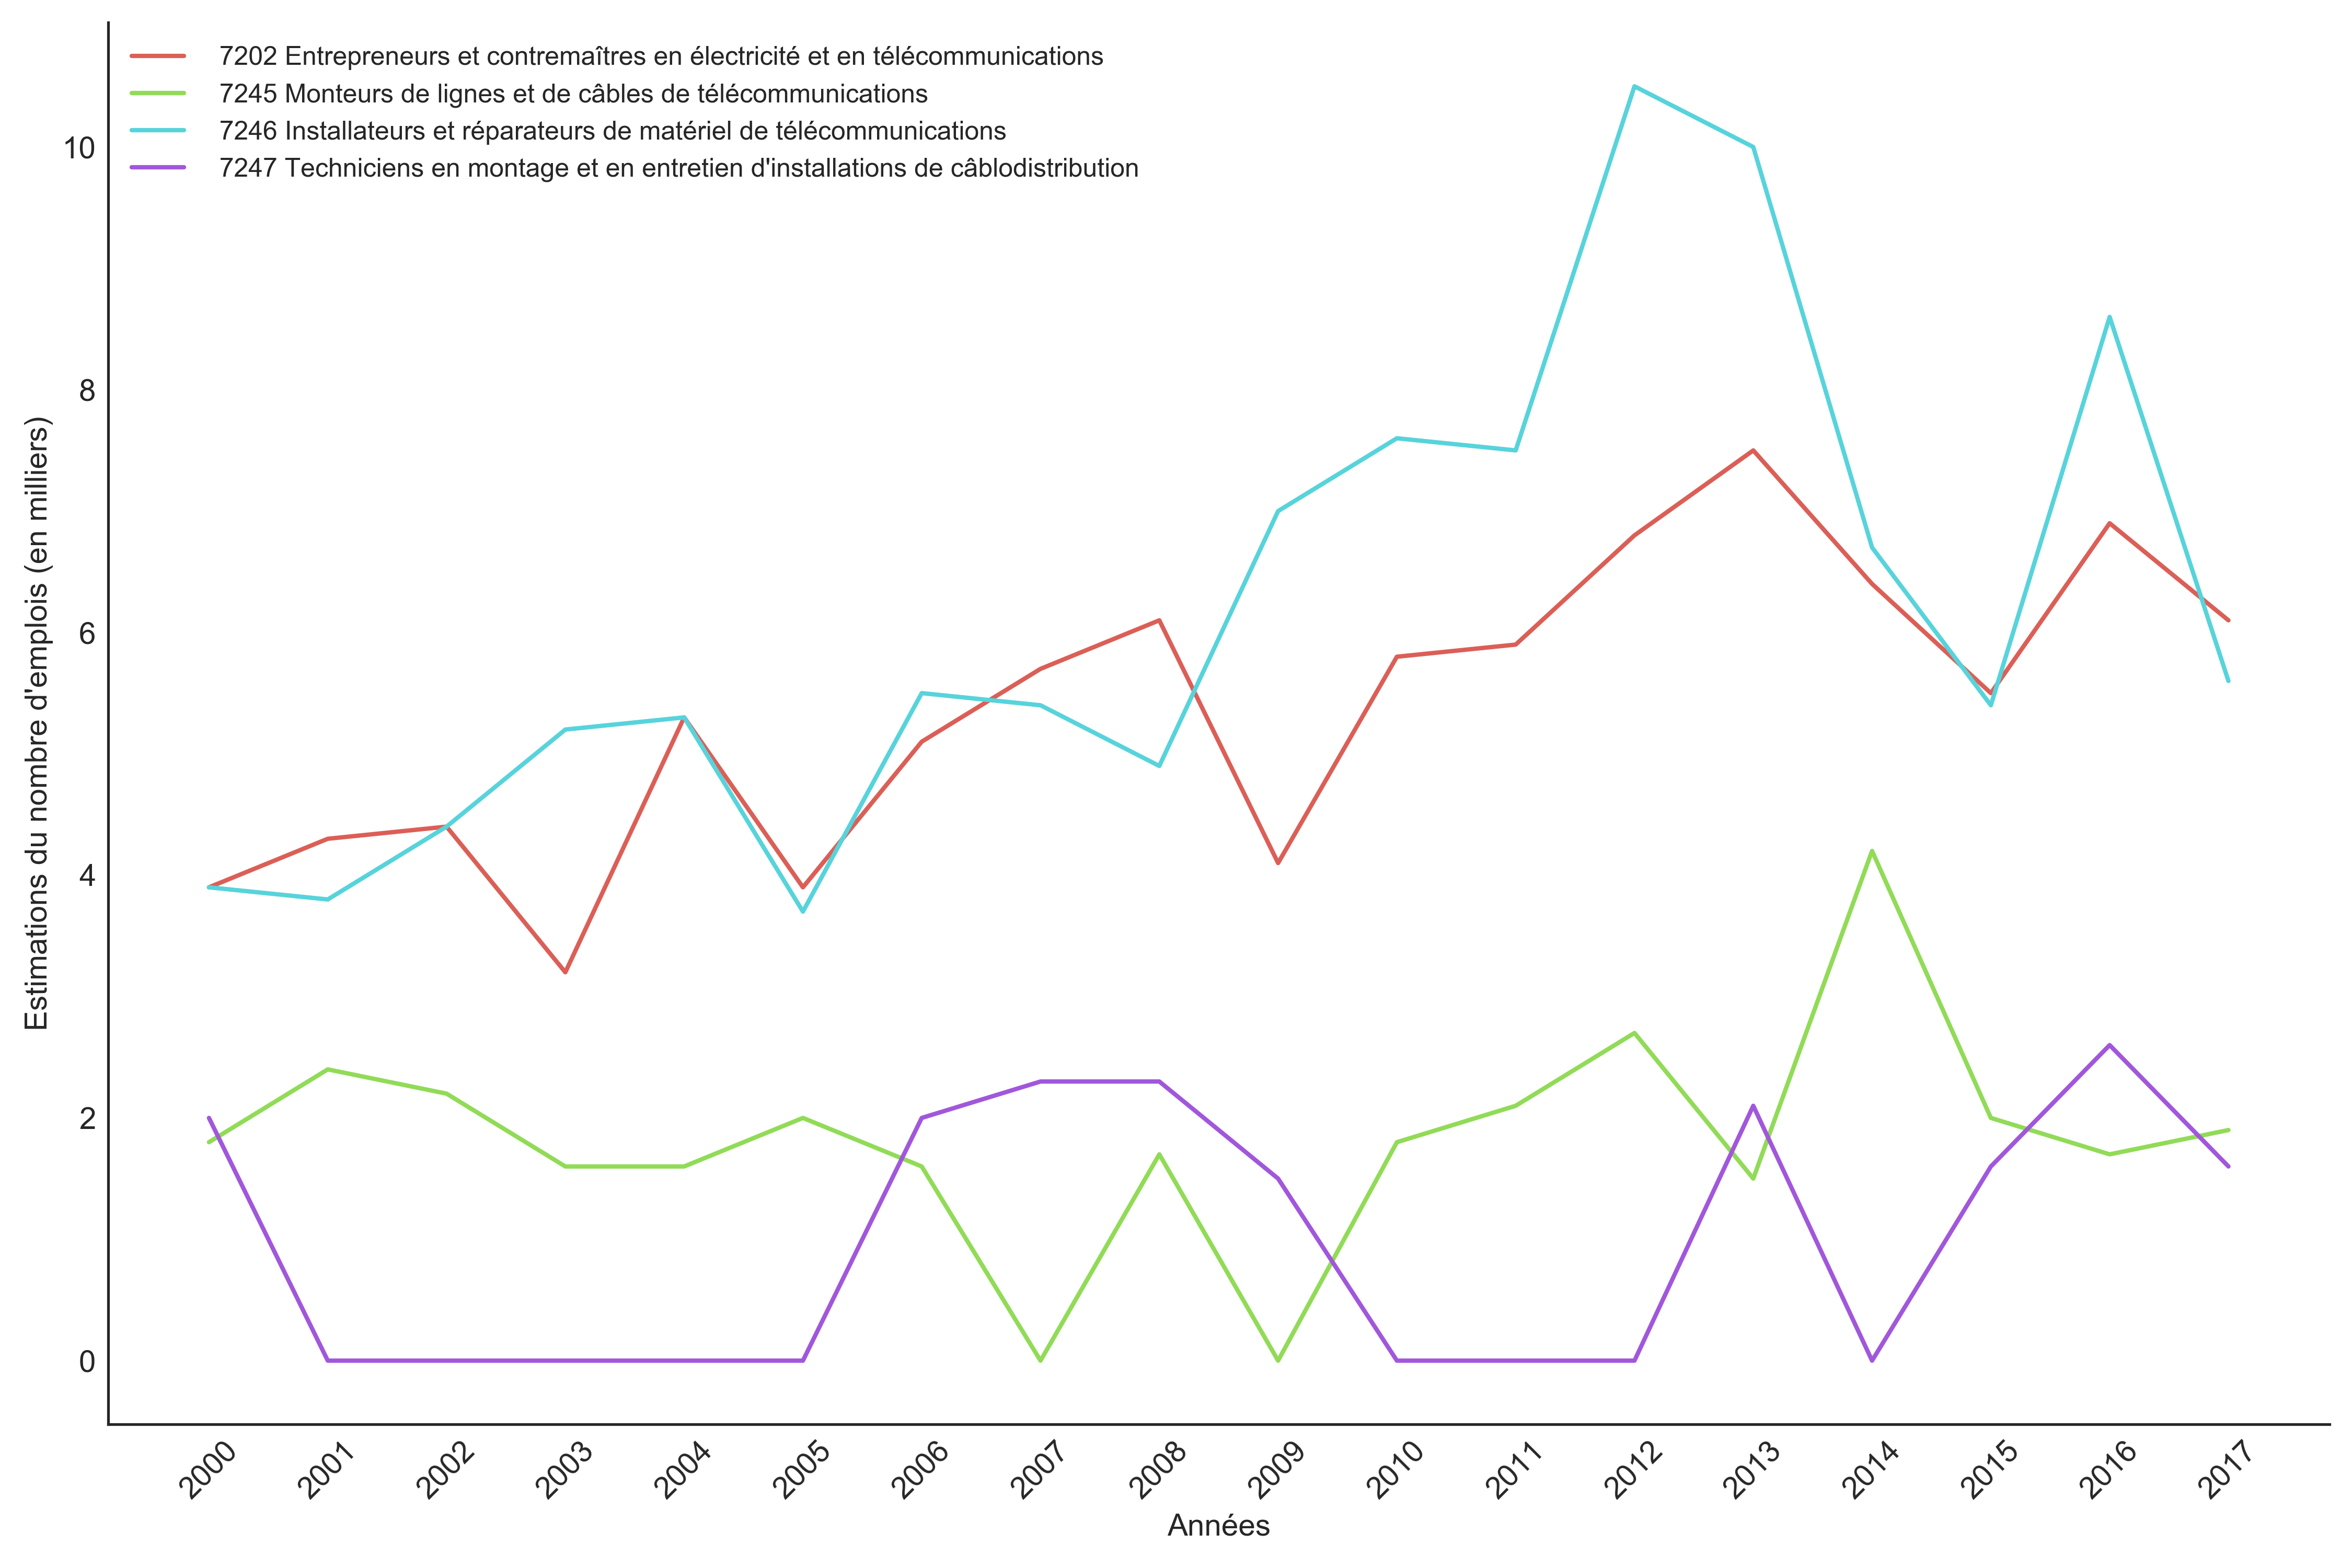 7202 Entrepreneurs et contremaîtres en électricité et en télécommunications
7245 Monteurs de lignes et de câbles de télécommunications
7246 Installateurs et réparateurs de matériel de télécommunications
7247 Techniciens en montage et en entretien d'installations de câblodistribution
Estimations du nombre d'emplois (en milliers)
10
8
6
4
2
0
2000 2001 2002 2003 2004 2005 2006 2007 2008 2009 2010 2011 2012 2013 2014 2015 2016 2017
Années